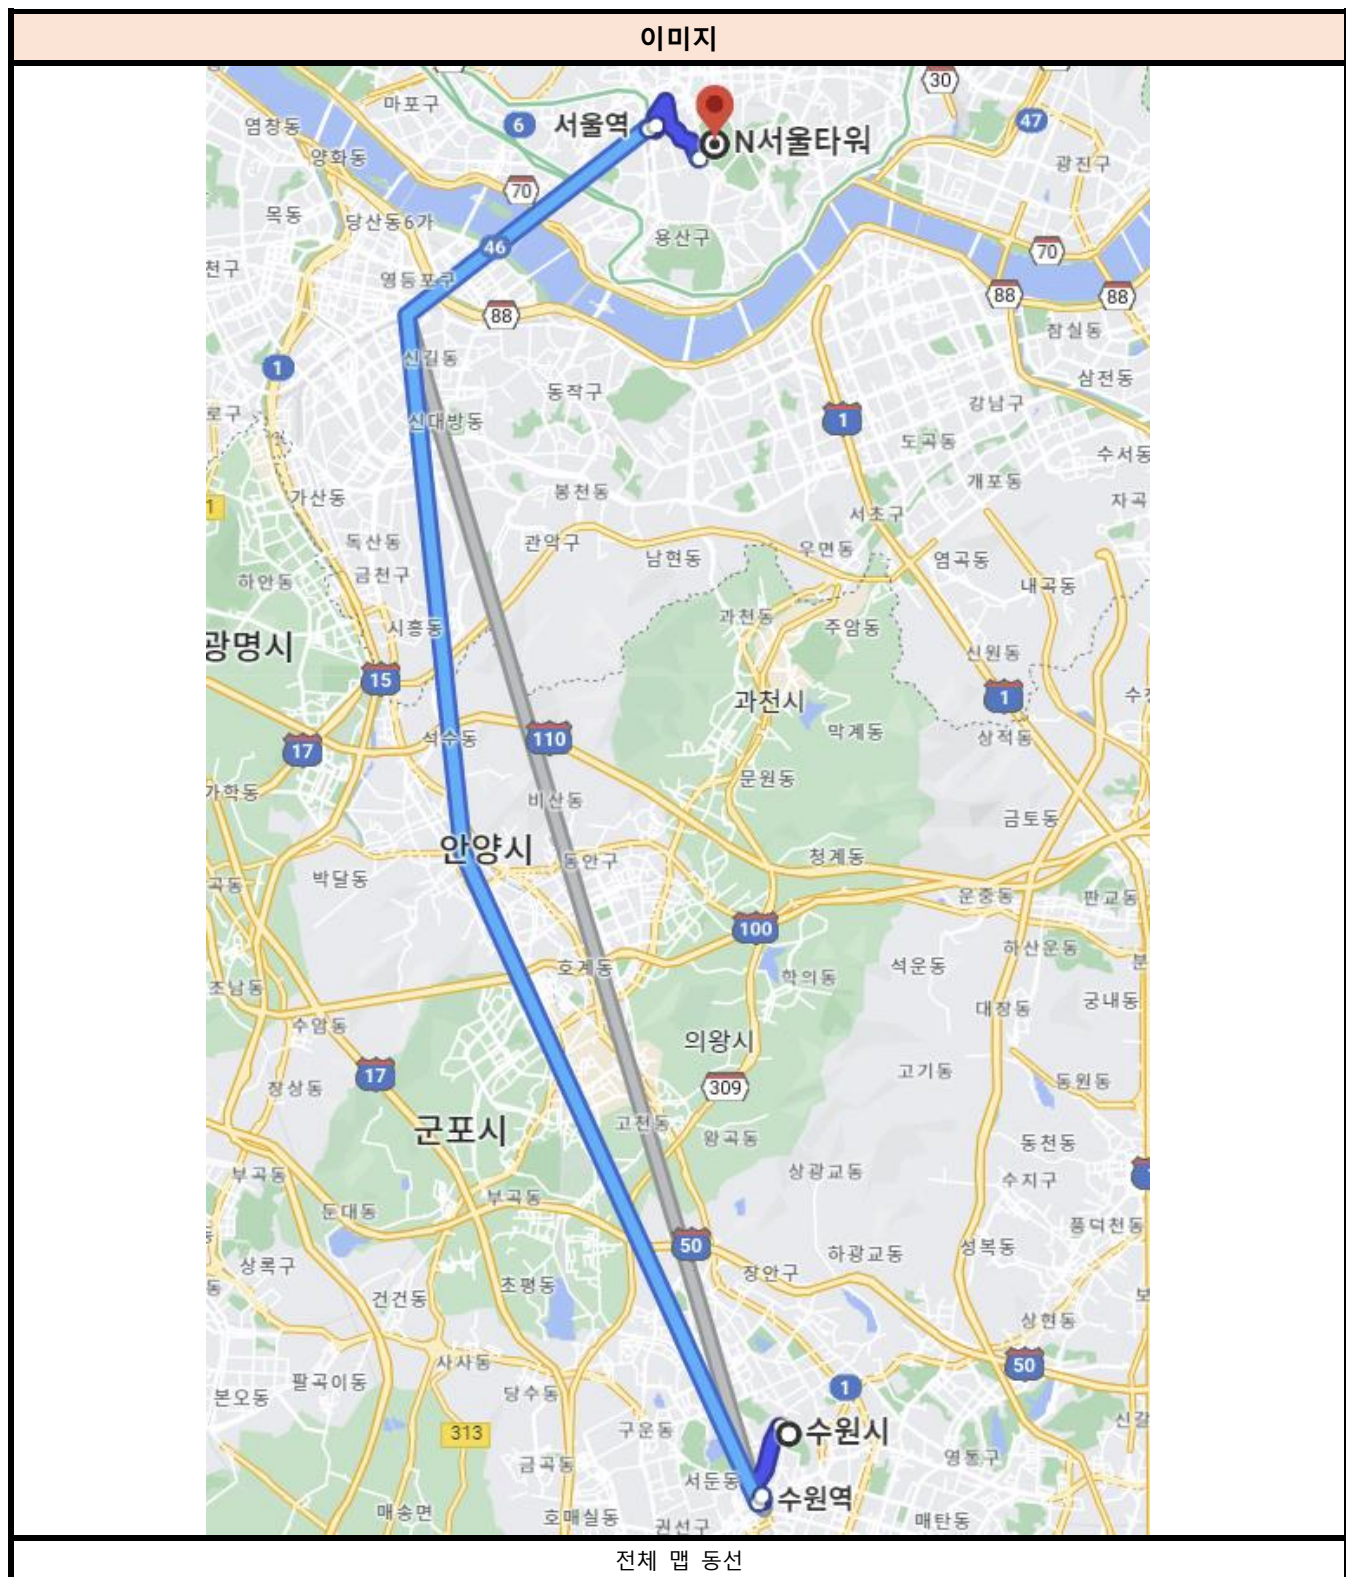 이미지
30
마포구
6
서울역
47
염창동
N서울타워
양화동
광진구
70
목동
당산동6가
용산구
46
70
천구
영등포구
88
88
88
잠실동
신길동
1
삼전동
동작구
강남구
로구
신대방동
1
도곡동
수서동
개포동
봉천동
가산동
자곡
1
서초구
독산동
관악구
우면동
남현동
염곡동
금천구
하안동
내곡동
과천동
시흥동
주암동
광명시
신원동
15
1
과천시
석수동
110
막계동
상적동
17
문원동
가학동
비산동
금토동
안양시
청계동
동안구
박달동
곡동
운중동
판교동
100
하산운동
호계동
석운동
학의동
분
조남동
대장동
궁내동
수암동
의왕시
17
고기동
동원동
장상동
309
군포시
고천동
왕곡동
동천동
상광교동
부곡동
수지구
부곡동
둔대동
풍덕천동
50
성복동
하광교동
상록구
장안구
동
초평동
건건동
보
상현동
사사동
50
팔곡이동
1
당수동
본오동
신갈
구운동
수원시
313
영통구
금곡동
서둔동
수원역
매송면
호매실동
권선구
매탄동
전체 맵 동선